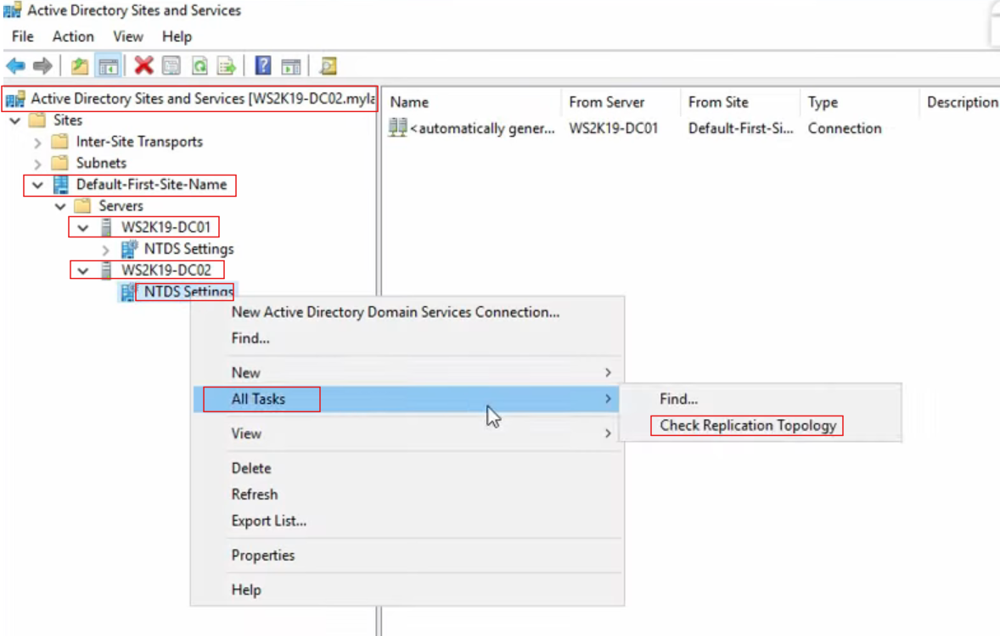 Active Directory Sites and Services
File Action View Help
Active Directory Sites and Services [WS2K19-DC02.myla
Name From Server From Site Type Description
Sites
<automatically gener... WS2K19-DC01 Default-First-Si... Connection
Inter-Site Transports
Subnets
Default-First-Site-Name
Servers
WS2K19-DC01
NTDS Settings
WS2K19-DC02
NTDS Settings
New Active Directory Domain Services Connection...
Find...
New
All Tasks
Find...
Check Replication Topology
View
Delete
Refresh
Export List...
Properties
Help